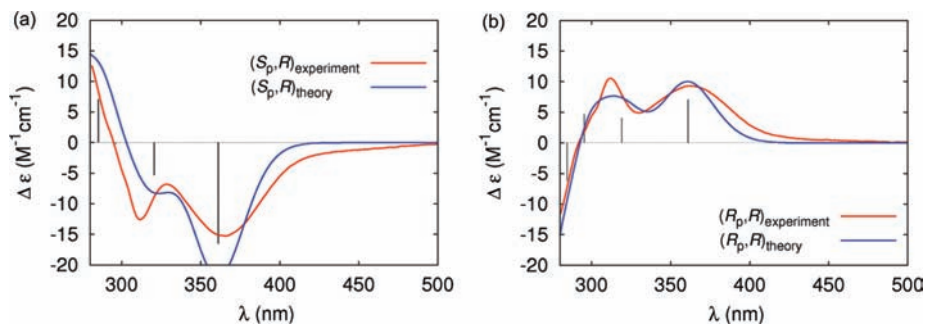 (a)
20
15
10
5
0
-5
-10
-15
-20
Δ ε (M⁻¹cm⁻¹)
(Sₚ,R)experiment
(Sₚ,R)theory
300 350 400 450 500
λ (nm)
(b)
20
15
10
5
0
-5
-10
-15
-20
Δ ε (M⁻¹cm⁻¹)
(Rₚ,R)experiment
(Rₚ,R)theory
300 350 400 450 500
λ (nm)